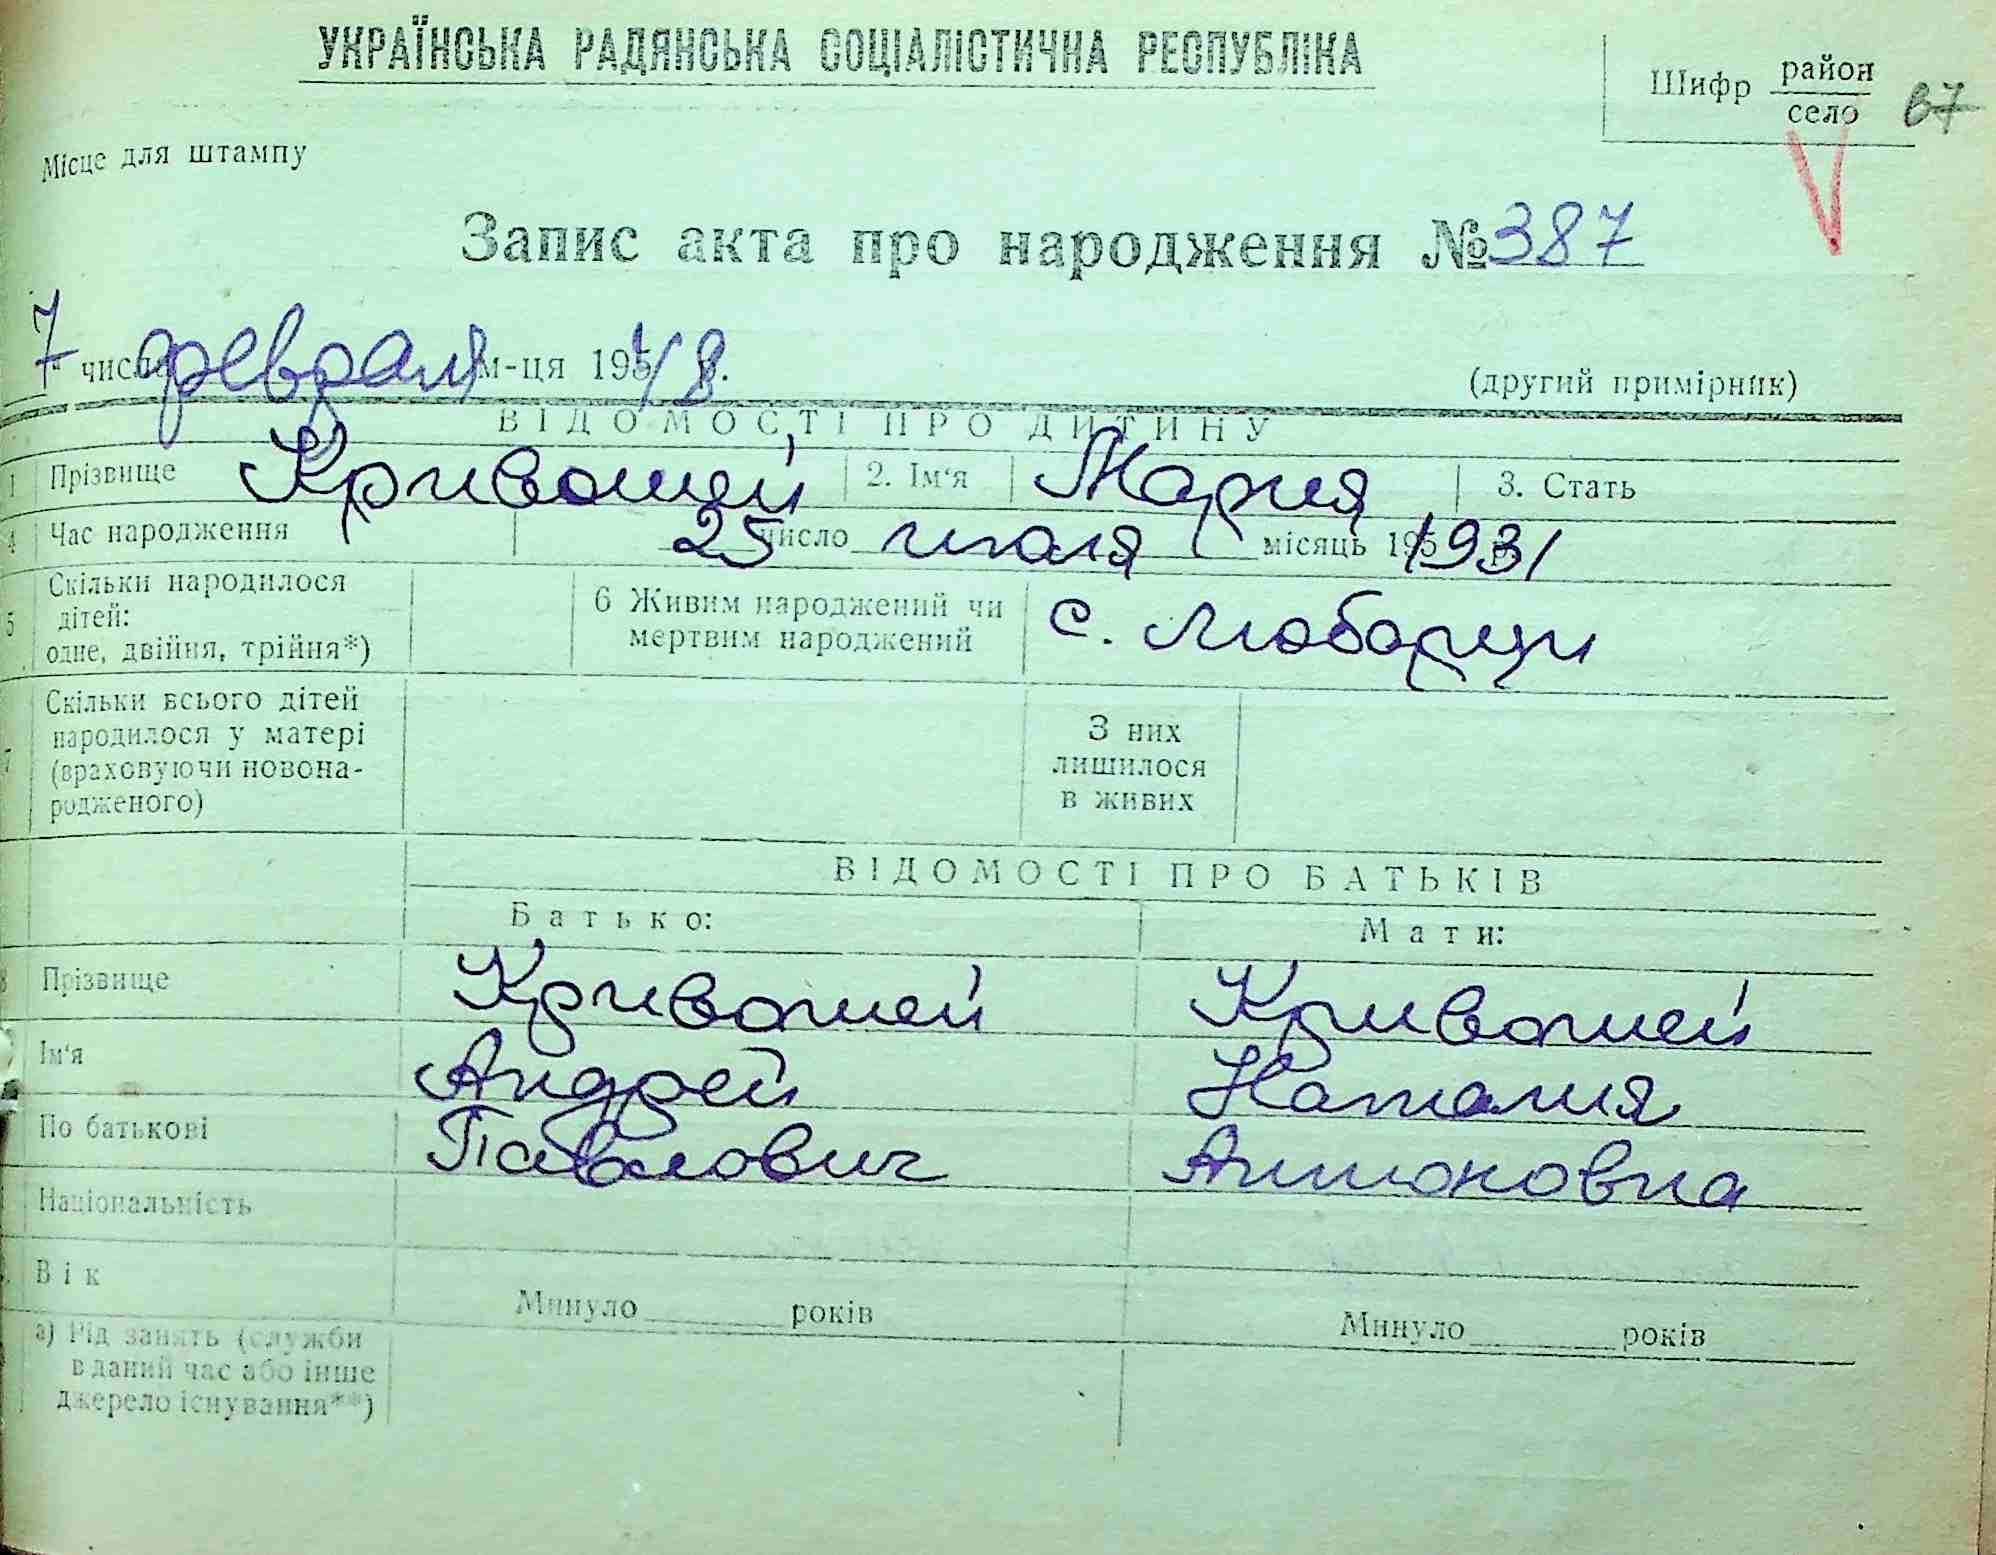 УКРАЇНСЬКА РАДЯНСЬКА СОЦІАЛІСТИЧНА РЕСПУБЛІКА
Шифр район
село 67
Місце для штампу
Запис акта про народження № 387
7 числа февраля м-ця 1948 р.
(другий примірник)
ВІДОМОСТІ ПРО ДИТИНУ
1 Прізвище Кривошей 2. Ім'я Мария 3. Стать
4 Час народження 25 число июля місяць 195 1931
5 Скільки народилося дітей: одне, двійня, трійня*)
6 Живим народжений чи мертвим народжений с. Любарцы
7 Скільки всього дітей народилося у матері (враховуючи новонародженого)
З них лишилося в живих
ВІДОМОСТІ ПРО БАТЬКІВ
Батько: Мати:
8 Прізвище Кривошей Кривошей
Ім'я Андрей Наталия
По батькові Павлович Антоновна
Національність
Вік Минуло років Минуло років
а) Рід занять (служби
в даний час або інше
джерело існування**)